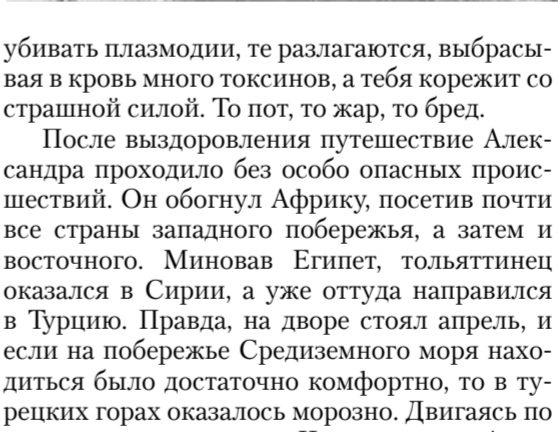 убивать плазмодии, те разлагаются, выбрасы-
вая в кровь много токсинов, а тебя корежит со
страшной силой. То пот, то жар, то бред.
После выздоровления путешествие Алек-
сандра проходило без особо опасных проис-
шествий. Он обогнул Африку, посетив почти
все страны западного побережья, а затем и
восточного. Миновав Египет, тольяттинец
оказался в Сирии, а уже оттуда направился
в Турцию. Правда, на дворе стоял апрель, и
если на побережье Средиземного моря нахо-
диться было достаточно комфортно, то в ту-
рецких горах оказалось морозно. Двигаясь по